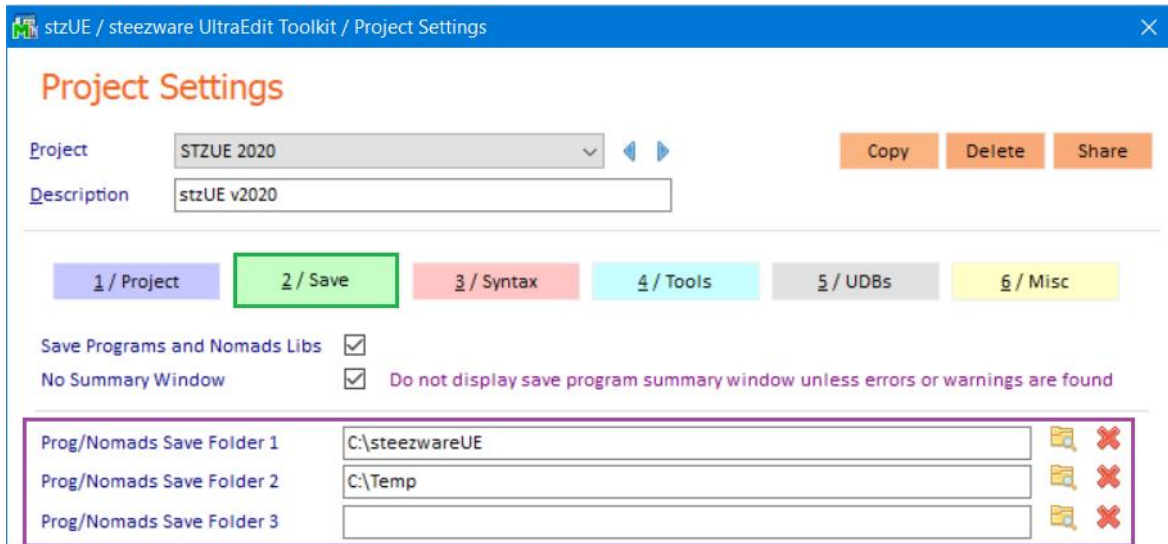 stzUE / steezware UltraEdit Toolkit / Project Settings
Project Settings
Project STZUE 2020 Copy Delete Share
Description stzUE v2020
1 / Project 2 / Save 3 / Syntax 4 / Tools 5 / UDBs 6 / Misc
Save Programs and Nomads Libs
No Summary Window Do not display save program summary window unless errors or warnings are found
Prog/Nomads Save Folder 1 C:\steezwareUE
Prog/Nomads Save Folder 2 C:\Temp
Prog/Nomads Save Folder 3